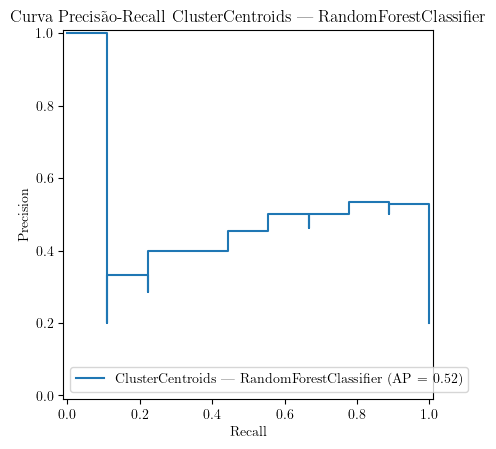 Curva Precisão-Recall ClusterCentroids — RandomForestClassifier
1.0
0.8
0.6
0.4
0.2
0.0
Precision
ClusterCentroids — RandomForestClassifier (AP = 0.52)
0.0 0.2 0.4 0.6 0.8 1.0
Recall